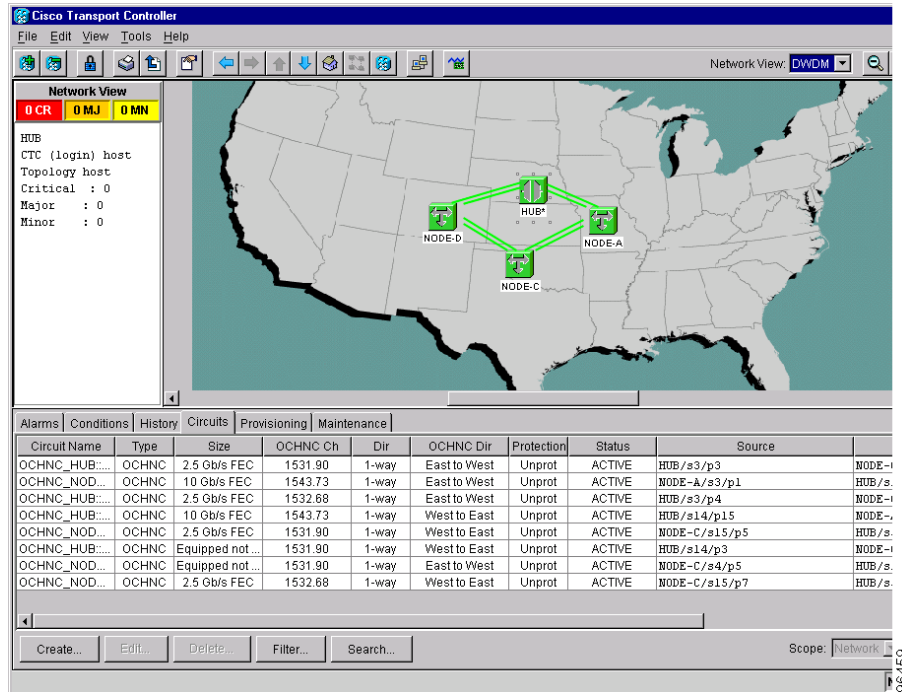 Cisco Transport Controller
File Edit View Tools Help
Network View: DWDM
Network View
0 CR 0 MJ 0 MN
HUB
CTC (login) host
Topology host
Critical : 0
Major : 0
Minor : 0
HUB*
NODE-D
NODE-A
NODE-C
Alarms Conditions History Circuits Provisioning Maintenance
Circuit Name Type Size OCHNC Ch Dir OCHNC Dir Protection Status Source
OCHNC_HUB::... OCHNC 2.5 Gb/s FEC 1531.90 1-way East to West Unprot ACTIVE HUB/s3/p3 NODE-
OCHNC_NOD... OCHNC 10 Gb/s FEC 1543.73 1-way East to West Unprot ACTIVE NODE-A/s3/p1 HUB/s
OCHNC_HUB::... OCHNC 2.5 Gb/s FEC 1532.68 1-way East to West Unprot ACTIVE HUB/s3/p4 NODE-
OCHNC_HUB::... OCHNC 10 Gb/s FEC 1543.73 1-way West to East Unprot ACTIVE HUB/s14/p15 NODE-
OCHNC_NOD... OCHNC 2.5 Gb/s FEC 1531.90 1-way West to East Unprot ACTIVE NODE-C/s15/p5 HUB/s
OCHNC_HUB::... OCHNC Equipped not ... 1531.90 1-way West to East Unprot ACTIVE HUB/s14/p3 NODE-
OCHNC_NOD... OCHNC Equipped not ... 1531.90 1-way East to West Unprot ACTIVE NODE-C/s4/p5 HUB/s
OCHNC_NOD... OCHNC 2.5 Gb/s FEC 1532.68 1-way West to East Unprot ACTIVE NODE-C/s15/p7 HUB/s
Create... Edit... Delete... Filter... Search... Scope: Network
96459